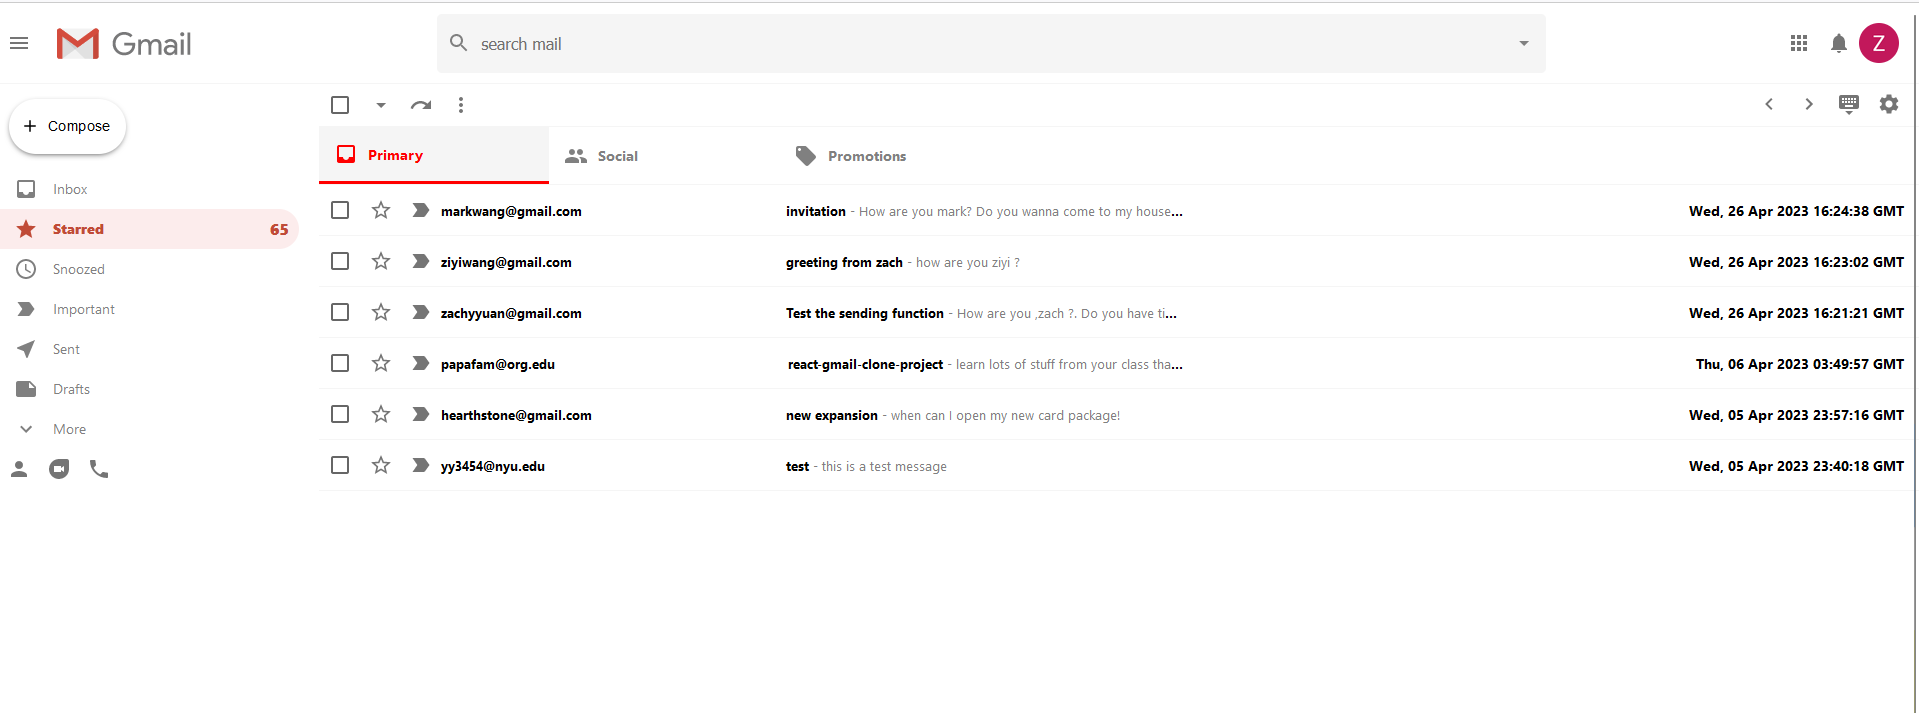 Gmail
search mail
Z
Compose
Inbox
Starred 65
Snoozed
Important
Sent
Drafts
More
Primary Social Promotions
markwang@gmail.com invitation - How are you mark? Do you wanna come to my house... Wed, 26 Apr 2023 16:24:38 GMT
ziyiwang@gmail.com greeting from zach - how are you ziyi ? Wed, 26 Apr 2023 16:23:02 GMT
zachyyuan@gmail.com Test the sending function - How are you ,zach ?. Do you have ti... Wed, 26 Apr 2023 16:21:21 GMT
papafam@org.edu react-gmail-clone-project - learn lots of stuff from your class tha... Thu, 06 Apr 2023 03:49:57 GMT
hearthstone@gmail.com new expansion - when can I open my new card package! Wed, 05 Apr 2023 23:57:16 GMT
yy3454@nyu.edu test - this is a test message Wed, 05 Apr 2023 23:40:18 GMT